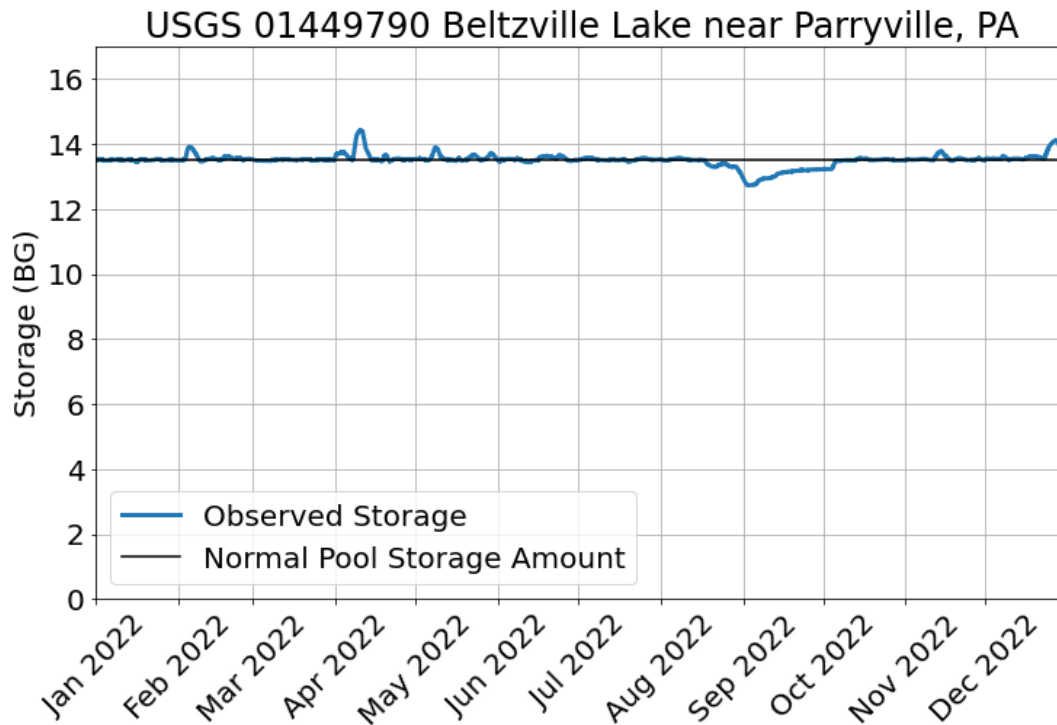 USGS 01449790 Beltzville Lake near Parryville, PA
16
14
12
10
8
6
4
2
0
Storage (BG)
Observed Storage
Normal Pool Storage Amount
Jan 2022
Feb 2022
Mar 2022
Apr 2022
May 2022
Jun 2022
Jul 2022
Aug 2022
Sep 2022
Oct 2022
Nov 2022
Dec 2022